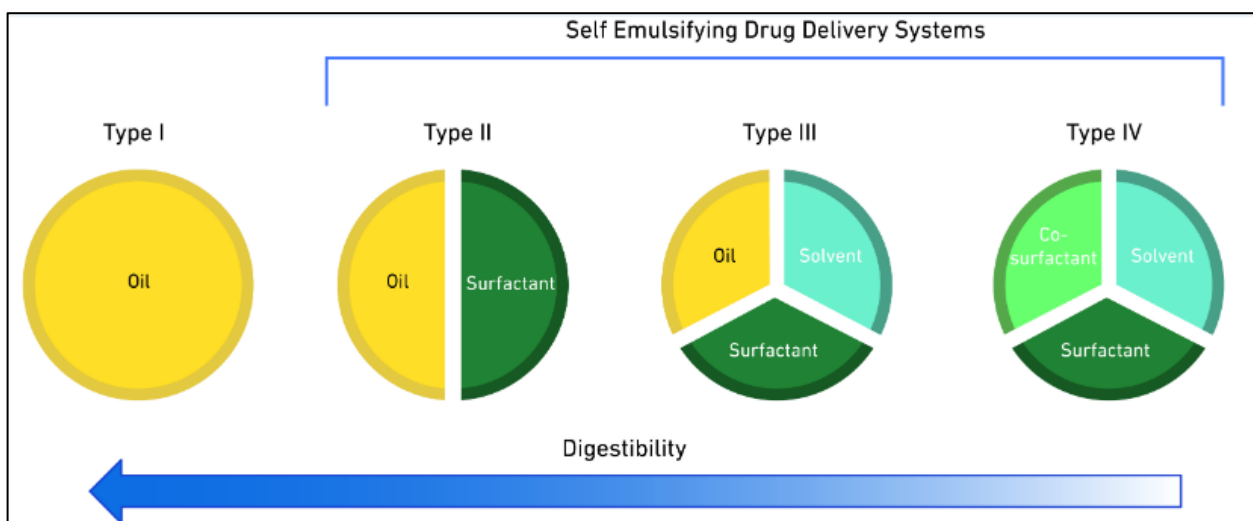 Self Emulsifying Drug Delivery Systems
Type I
Type II
Type III
Type IV
Oil
Oil
Surfactant
Oil
Solvent
Surfactant
Co-
surfactant
Solvent
Surfactant
Digestibility